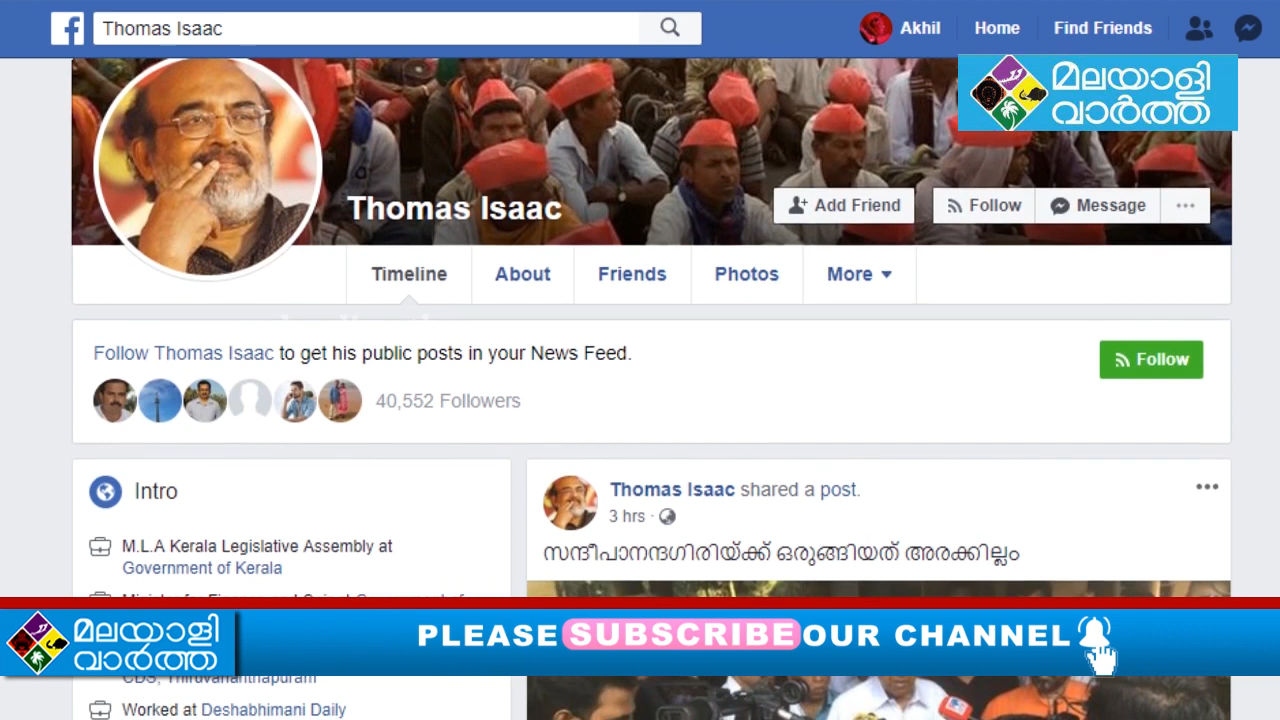 Thomas Isaac
Akhil
Home
Find Friends
മലയാളി
വാർത്ത
Thomas Isaac
Add Friend
Follow
Message
Timeline
About
Friends
Photos
More
Follow Thomas Isaac to get his public posts in your News Feed.
Follow
40,552 Followers
Intro
M.L.A Kerala Legislative Assembly at
Government of Kerala
Thomas Isaac shared a post.
3 hrs ·
സന്ദീപാനന്ദഗിരിയ്ക്ക് ഒരുങ്ങിയത് അരക്കില്ലം
മലയാളി
വാർത്ത
PLEASE SUBSCRIBE OUR CHANNEL
CDS, Thiruvananthapuram
Worked at Deshabhimani Daily